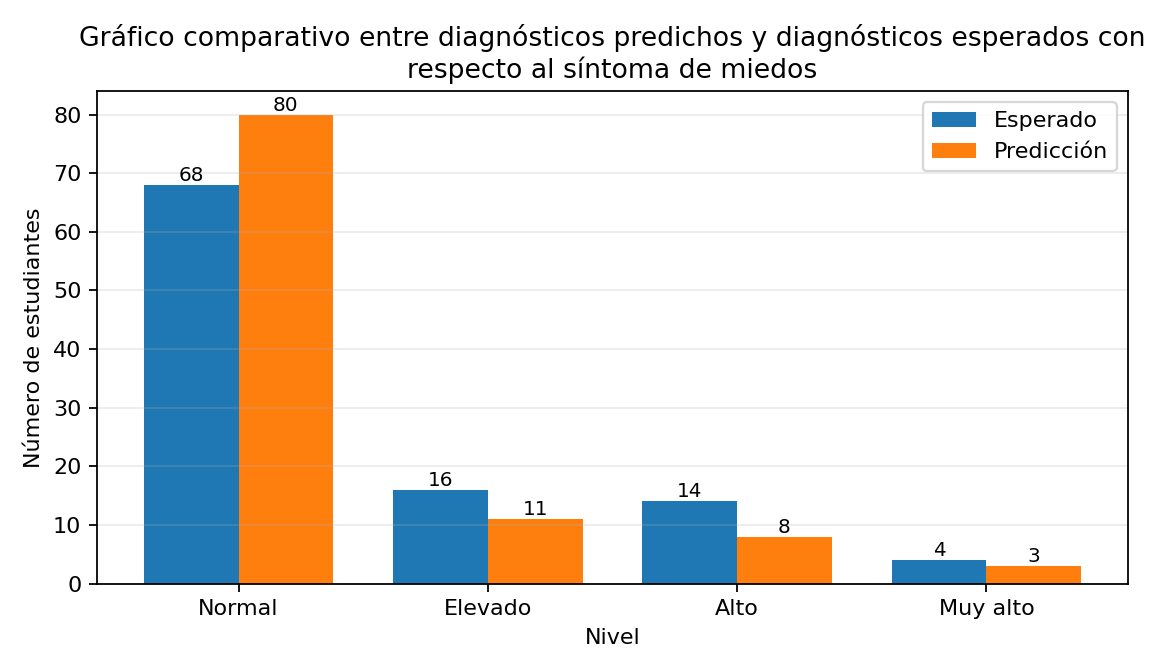 Gráfico comparativo entre diagnósticos predichos y diagnósticos esperados con
respecto al síntoma de miedos
Esperado
Predicción
Número de estudiantes
80
70
60
50
40
30
20
10
0
68
80
16
11
14
8
4
3
Normal
Elevado
Alto
Muy alto
Nivel